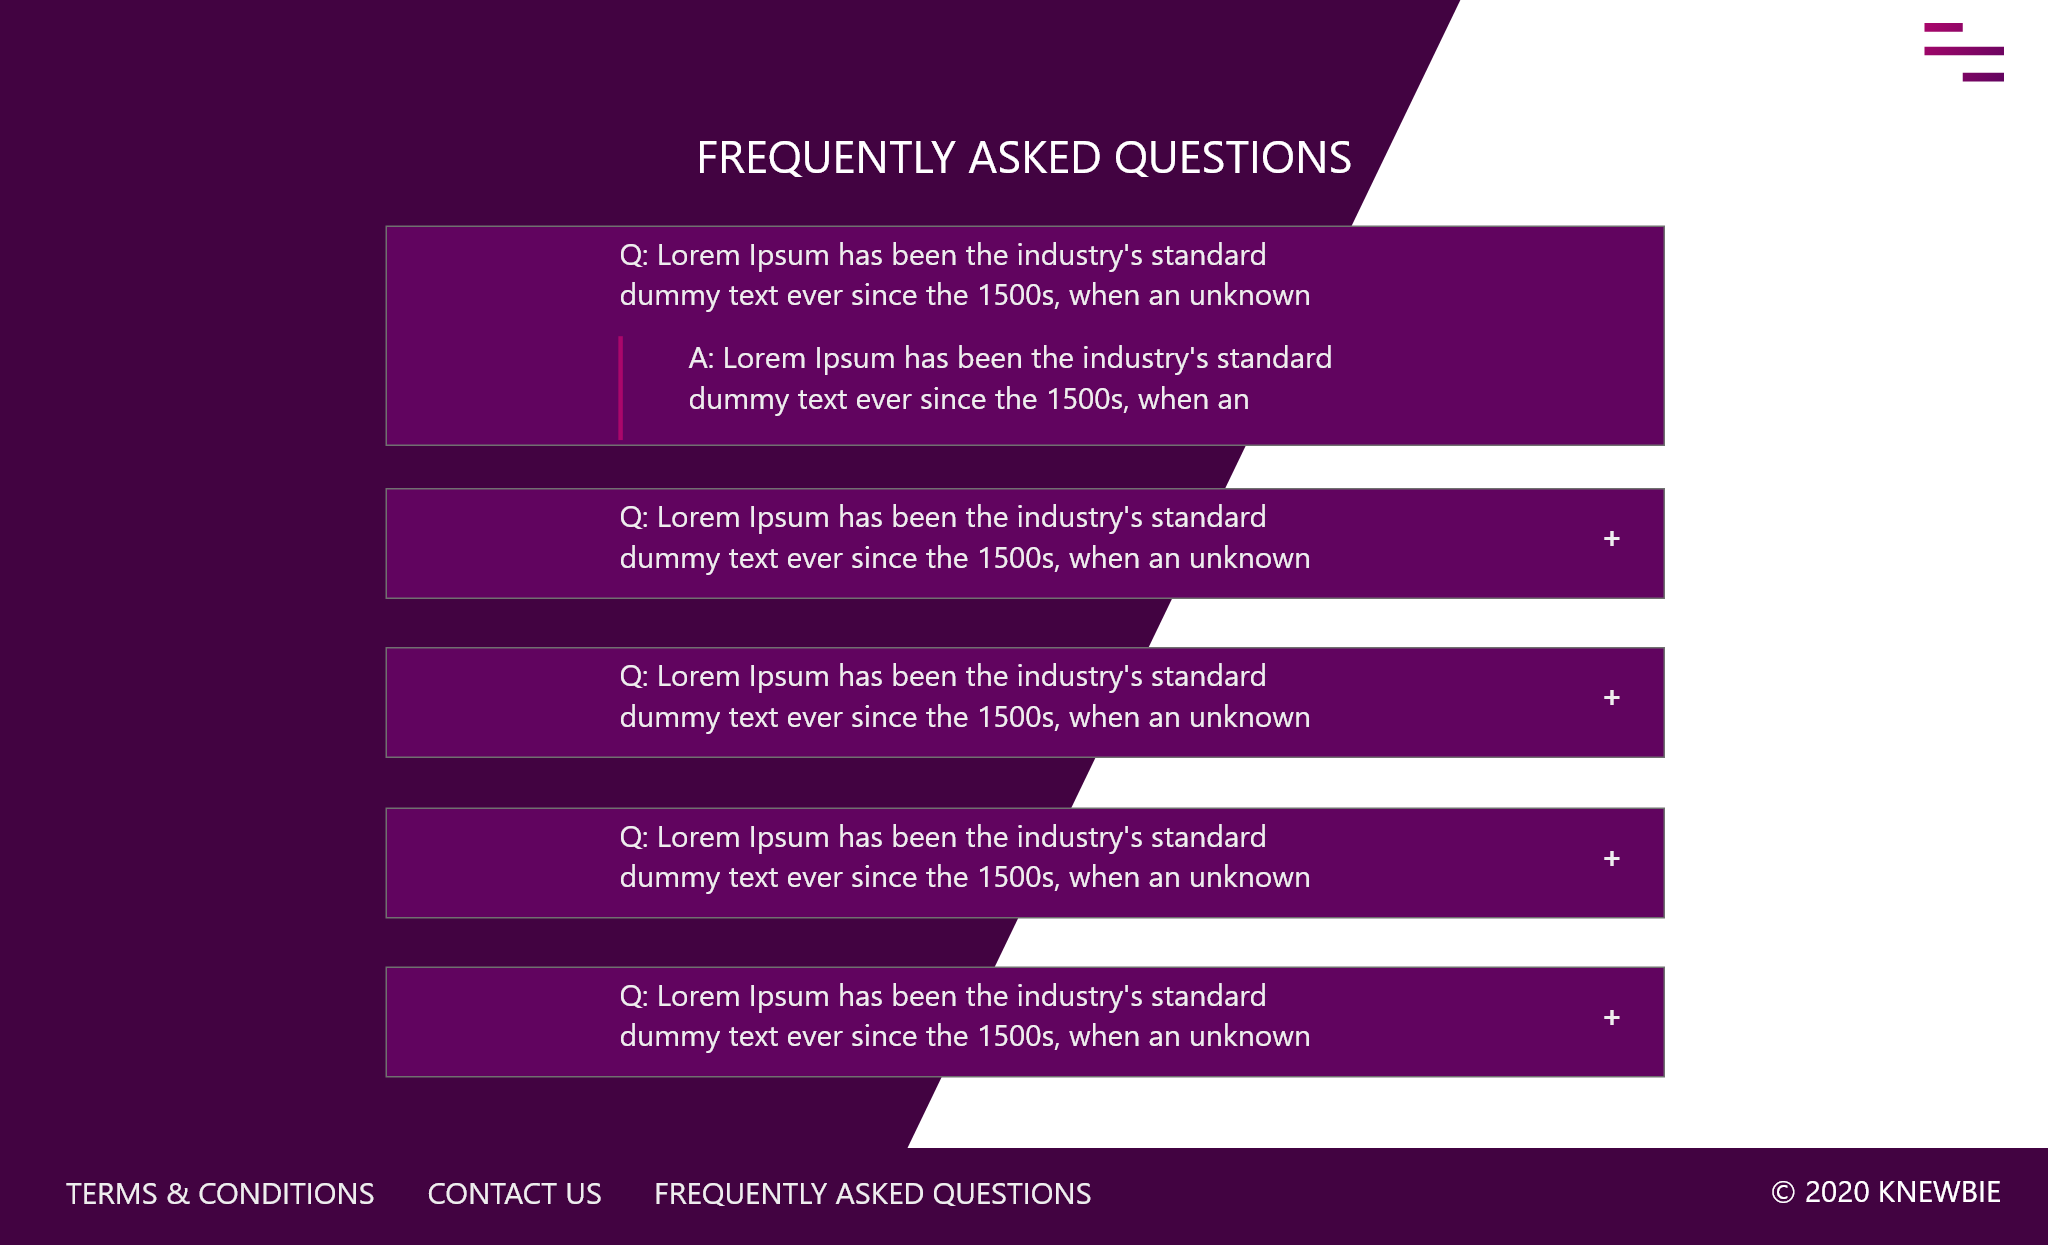 FREQUENTLY ASKED QUESTIONS
Q: Lorem Ipsum has been the industry's standard
dummy text ever since the 1500s, when an unknown
A: Lorem Ipsum has been the industry's standard
dummy text ever since the 1500s, when an
Q: Lorem Ipsum has been the industry's standard
dummy text ever since the 1500s, when an unknown
+
Q: Lorem Ipsum has been the industry's standard
dummy text ever since the 1500s, when an unknown
+
Q: Lorem Ipsum has been the industry's standard
dummy text ever since the 1500s, when an unknown
+
Q: Lorem Ipsum has been the industry's standard
dummy text ever since the 1500s, when an unknown
+
TERMS & CONDITIONS CONTACT US FREQUENTLY ASKED QUESTIONS © 2020 KNEWBIE